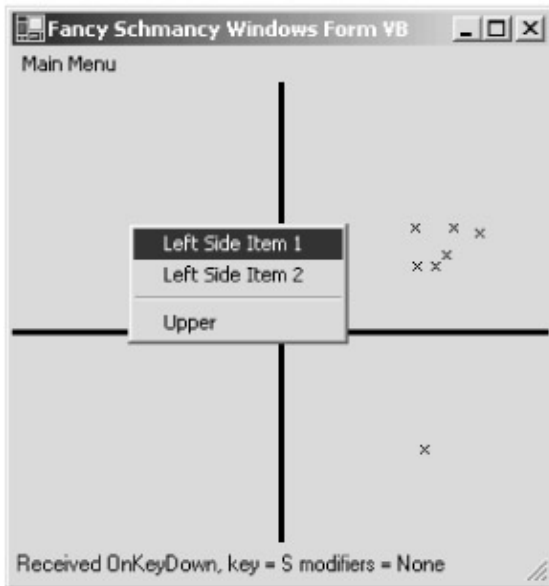 Fancy Schmancy Windows Form VB
Main Menu
Left Side Item 1
Left Side Item 2
Upper
Received OnKeyDown, key = S modifiers = None